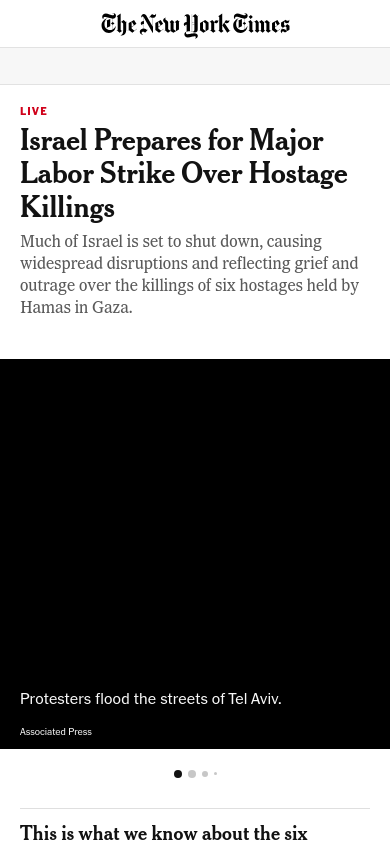 The New York Times
LIVE
Israel Prepares for Major
Labor Strike Over Hostage
Killings
Much of Israel is set to shut down, causing
widespread disruptions and reflecting grief and
outrage over the killings of six hostages held by
Hamas in Gaza.
Protesters flood the streets of Tel Aviv.
Associated Press
This is what we know about the six